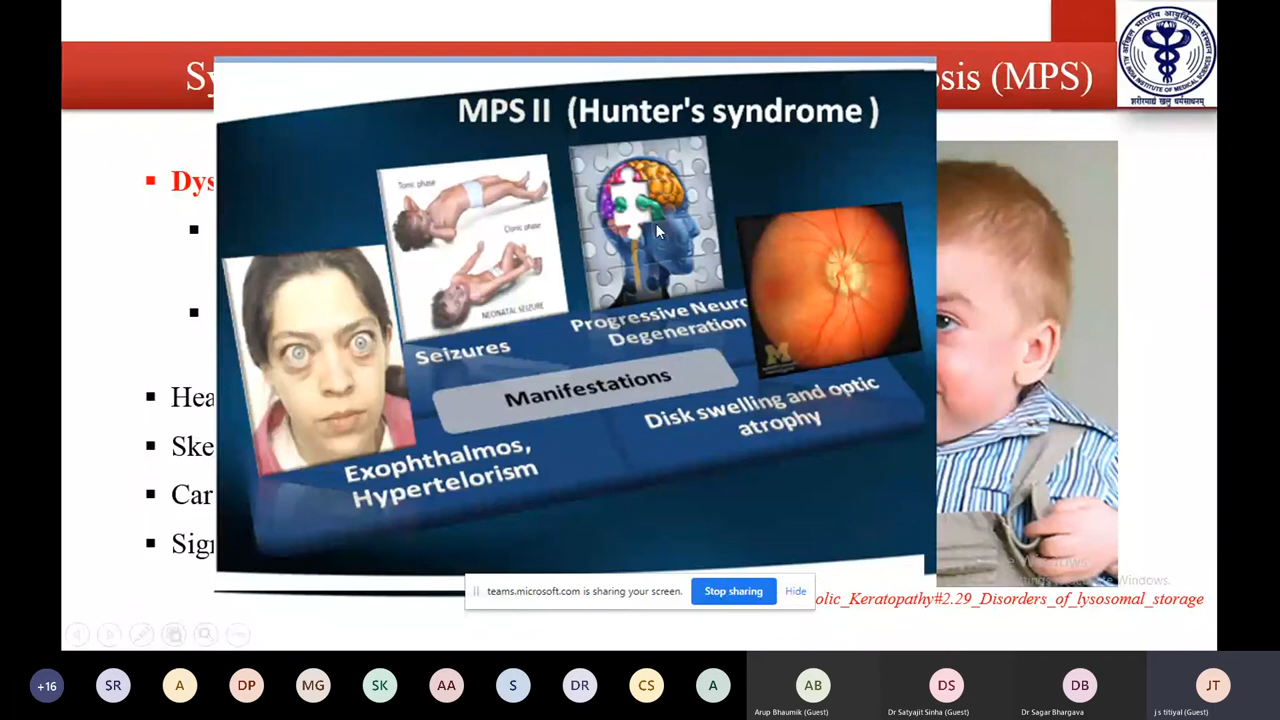 Sy
osis (MPS)
MPS II (Hunter's syndrome )
Dys
Tonic phase
Clonic phase
NEONATAL SEIZURE
Seizures
Progressive Neuro
Degeneration
Manifestations
Disk swelling and optic
atrophy
Exophthalmos,
Hypertelorism
M
Hea
Ske
Car
Sign
teams.microsoft.com is sharing your screen.
Stop sharing
Hide
olic_Keratopathy#2.29_Disorders_of_lysosomal_storage
+16
SR
A
DP
MG
SK
AA
S
DR
CS
A
AB
DS
DB
JT
Arup Bhaumik (Guest)
Dr Satyajit Sinha (Guest)
Dr Sagar Bhargava
j s titiyal (Guest)